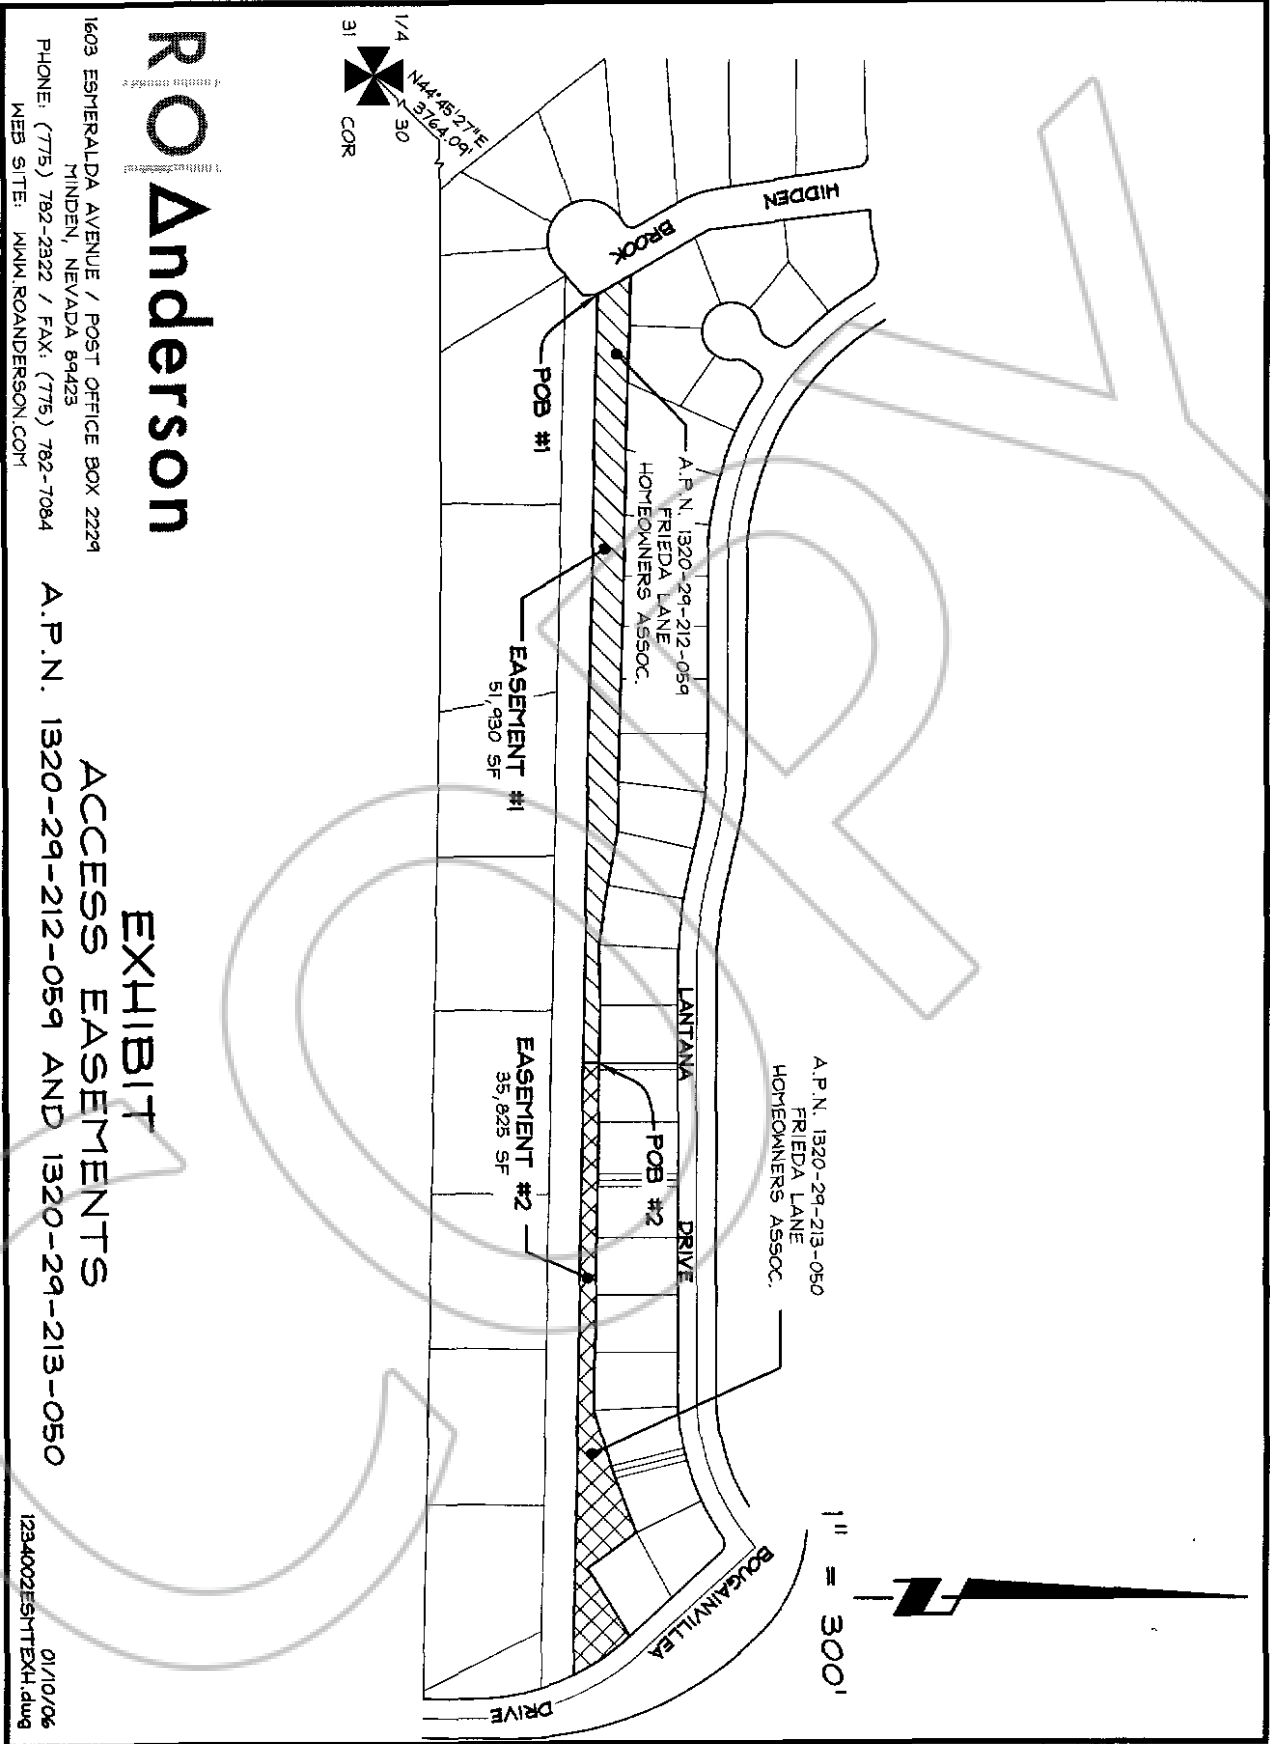 1" = 300'
HIDDEN
BROOK
A.P.N. 1320-29-213-050
FRIEDA LANE
HOMEOWNERS ASSOC.
BOUGAINVILLEA
DRIVE
LANTANA DRIVE
A.P.N. 1320-29-212-059
FRIEDA LANE
HOMEOWNERS ASSOC.
POB #2
POB #1
EASEMENT #1
51,930 SF
EASEMENT #2
35,825 SF
N44°45'27"E
3764.09'
1/4
30
31
COR
COPY
R|O|Anderson
1603 ESMERALDA AVENUE / POST OFFICE BOX 2229
MINDEN, NEVADA 89423
PHONE: (775) 782-2322 / FAX: (775) 782-7084
WEB SITE: WWW.ROANDERSON.COM
EXHIBIT
ACCESS EASEMENTS
A.P.N. 1320-29-212-059 AND 1320-29-213-050
01/10/06
1234002ESMTEXH.dwg